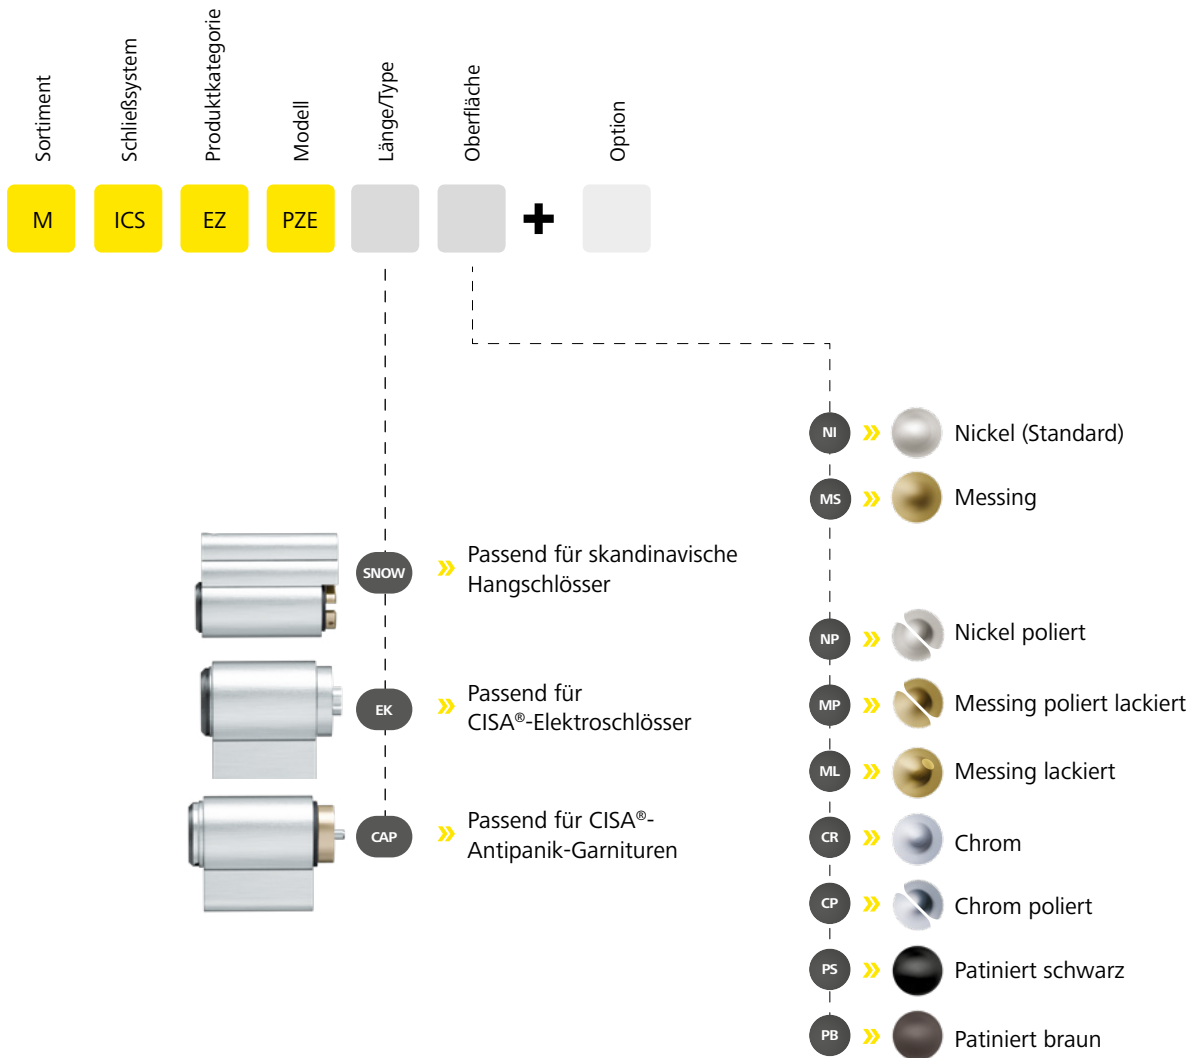 Sortiment
Schließsystem
Produktkategorie
Modell
Länge/Type
Oberfläche
Option
M
ICS
EZ
PZE
+
NI » Nickel (Standard)
MS » Messing
SNOW » Passend für skandinavische
Hangschlösser
EK » Passend für
CISA®-Elektroschlösser
CAP » Passend für CISA®-
Antipanik-Garnituren
NP » Nickel poliert
MP » Messing poliert lackiert
ML » Messing lackiert
CR » Chrom
CP » Chrom poliert
PS » Patiniert schwarz
PB » Patiniert braun